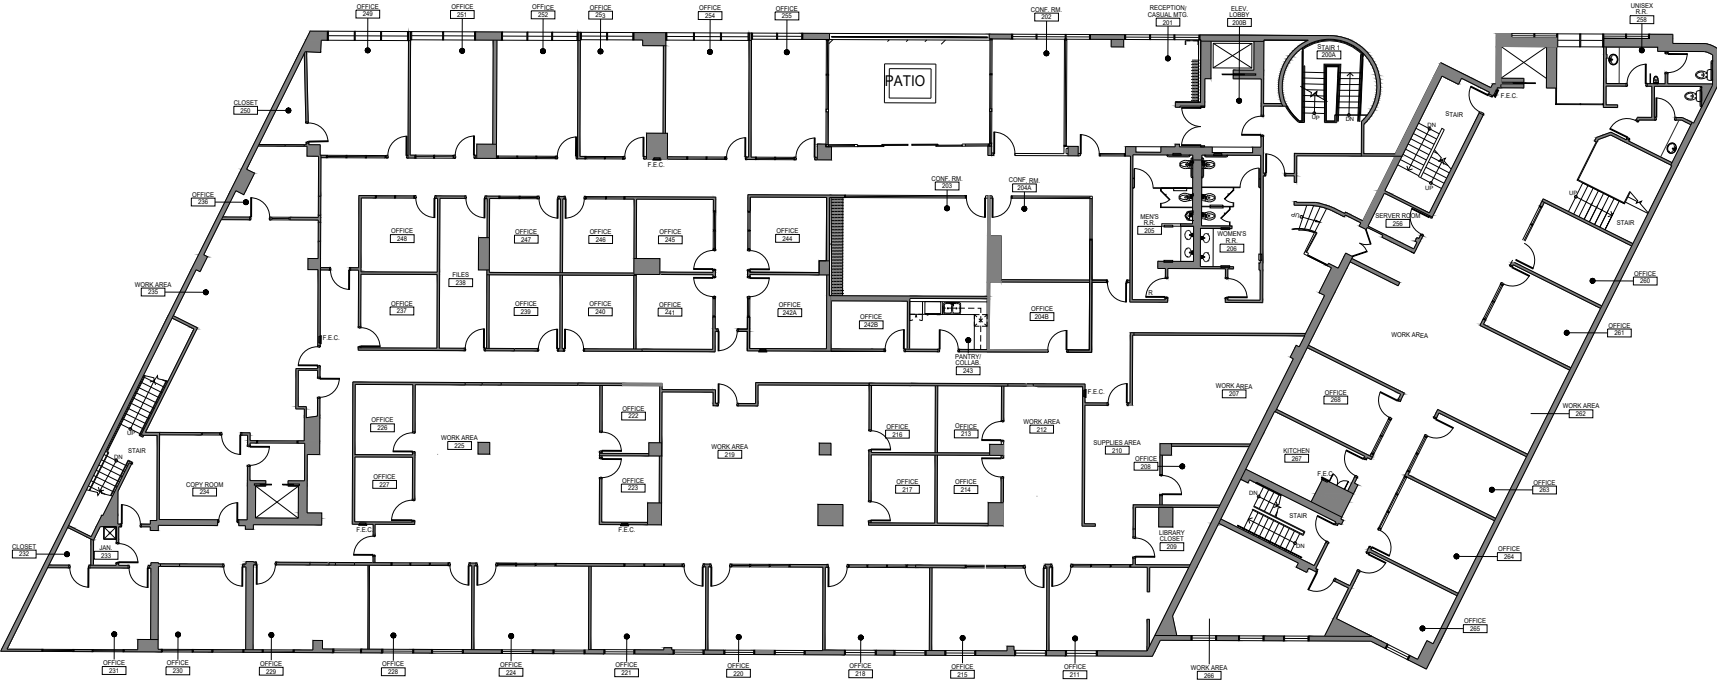 OFFICE
249
OFFICE
251
OFFICE
252
OFFICE
253
OFFICE
254
OFFICE
255
CONF. RM.
202
RECEPTION/
CASUAL MTG.
201
ELEV.
LOBBY
200B
UNISEX
R.R.
258
STAIR 1
200A
UP
DN
PATIO
CLOSET
250
F.E.C.
F.E.C.
STAIR
DN
UP
OFFICE
236
CONF. RM.
203
CONF. RM.
204A
MEN'S
R.R.
205
WOMEN'S
R.R.
206
UP
SERVER ROOM
256
UP
STAIR
OFFICE
248
OFFICE
247
OFFICE
246
OFFICE
245
OFFICE
244
FILES
238
WORK AREA
235
OFFICE
237
OFFICE
239
OFFICE
240
OFFICE
241
OFFICE
242A
OFFICE
242B
OFFICE
204B
R
OFFICE
260
OFFICE
261
WORK AREA
F.E.C.
PANTRY/
COLLAB.
243
F.E.C.
WORK AREA
207
OFFICE
268
WORK AREA
262
OFFICE
226
WORK AREA
225
OFFICE
222
WORK AREA
219
OFFICE
216
OFFICE
213
WORK AREA
212
SUPPLIES AREA
210
OFFICE
208
KITCHEN
267
F.E.C.
UP
STAIR
DN
COPY ROOM
234
OFFICE
227
OFFICE
223
OFFICE
217
OFFICE
214
OFFICE
263
DN
STAIR
DN
F.E.C.
F.E.C.
LIBRARY
CLOSET
209
CLOSET
232
JAN.
233
OFFICE
264
OFFICE
265
OFFICE
231
OFFICE
230
OFFICE
229
OFFICE
228
OFFICE
224
OFFICE
221
OFFICE
220
OFFICE
218
OFFICE
215
OFFICE
211
WORK AREA
266